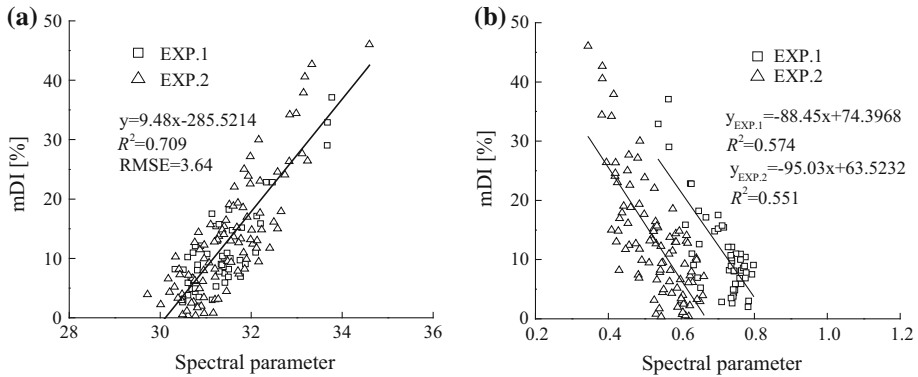 (a)
50
40
30
20
10
0
mDI [%]
EXP.1
EXP.2
y=9.48x-285.5214
R²=0.709
RMSE=3.64
28 30 32 34 36
Spectral parameter
(b)
50
40
30
20
10
0
mDI [%]
EXP.1
EXP.2
yEXP.1=-88.45x+74.3968
R²=0.574
yEXP.2=-95.03x+63.5232
R²=0.551
0.2 0.4 0.6 0.8 1.0 1.2
Spectral parameter